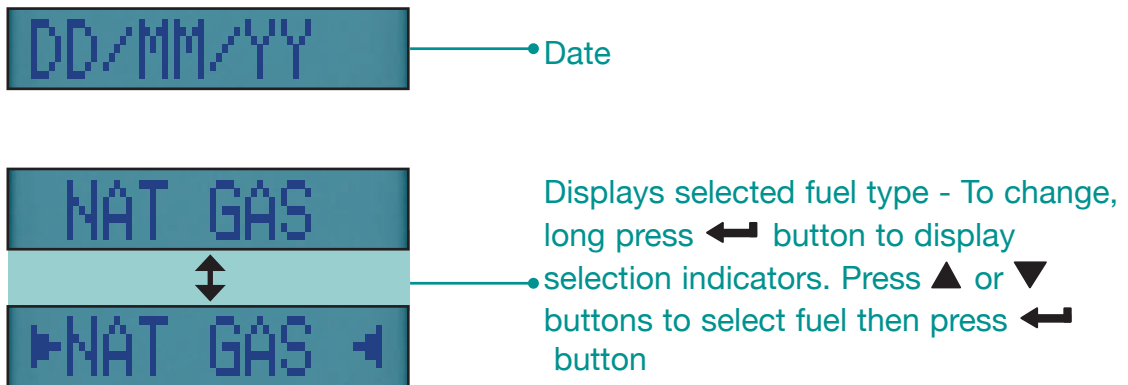 DD/MM/YY
Date
NAT GAS
►NAT GAS ◄
Displays selected fuel type - To change,
long press ↵ button to display
selection indicators. Press ▲ or ▼
buttons to select fuel then press ↵
button